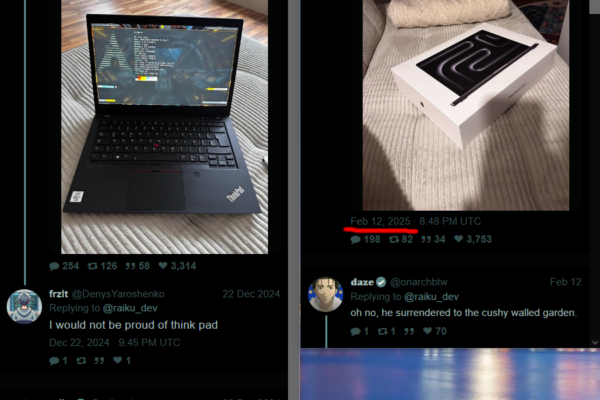 ThinkPad
254 126 58 3,314
frzlt @DenysYaroshenko 22 Dec 2024
Replying to @raiku_dev
I would not be proud of think pad
Dec 22, 2024 · 9:45 PM UTC
1 1
Feb 12, 2025 · 8:48 PM UTC
198 82 34 3,753
daze @onarchbtw Feb 12
Replying to @raiku_dev
oh no, he surrendered to the cushy walled garden.
1 1 70